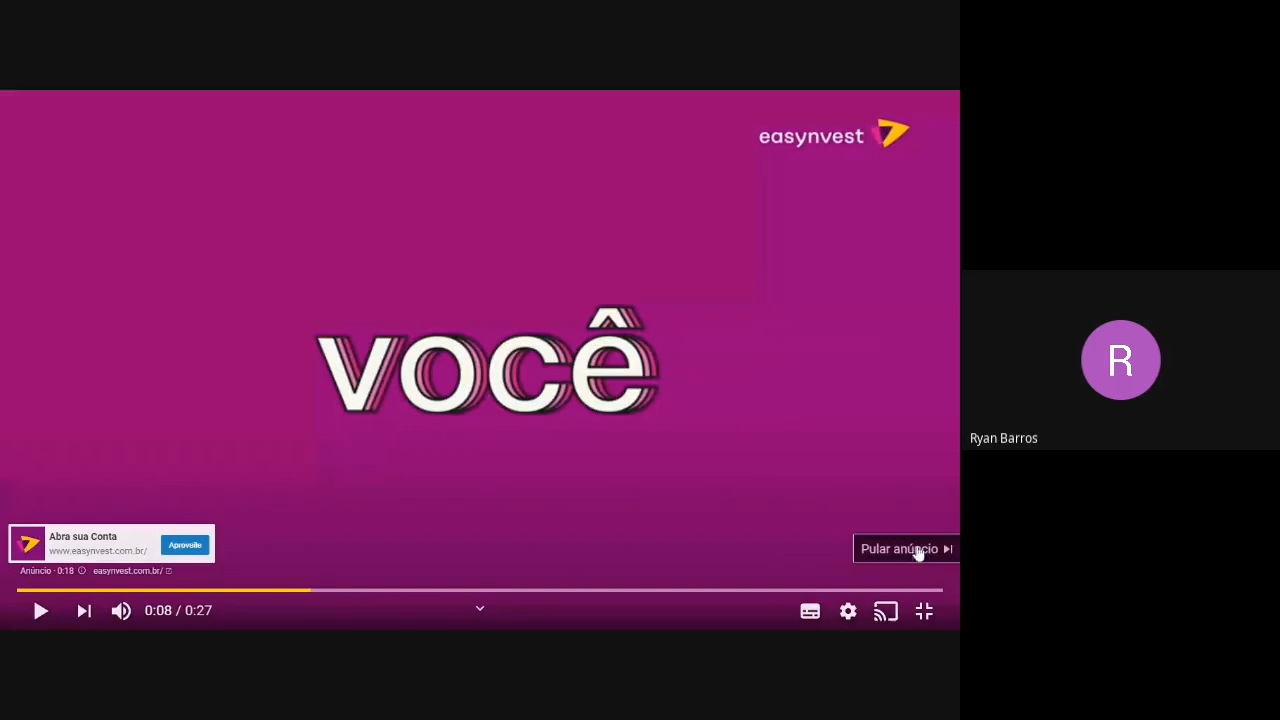 easynvest
você
Abra sua Conta
www.easynvest.com.br/
Aproveite
Pular anúncio
Anúncio · 0:18
easynvest.com.br/
0:08 / 0:27
R
Ryan Barros